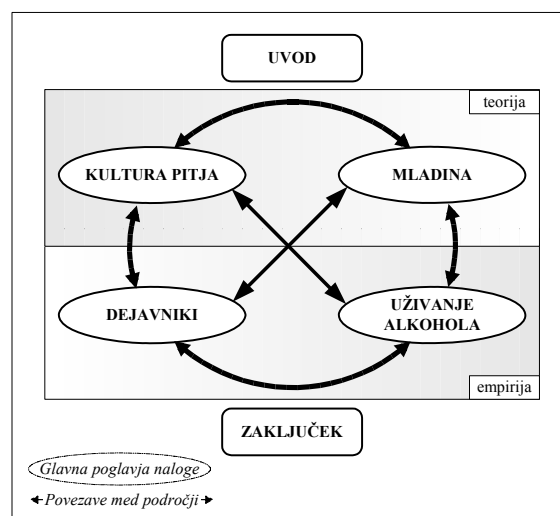 UVOD
teorija
KULTURA PITJA
MLADINA
DEJAVNIKI
UŽIVANJE
ALKOHOLA
empirija
ZAKLJUČEK
Glavna poglavja naloge
Povezave med področji